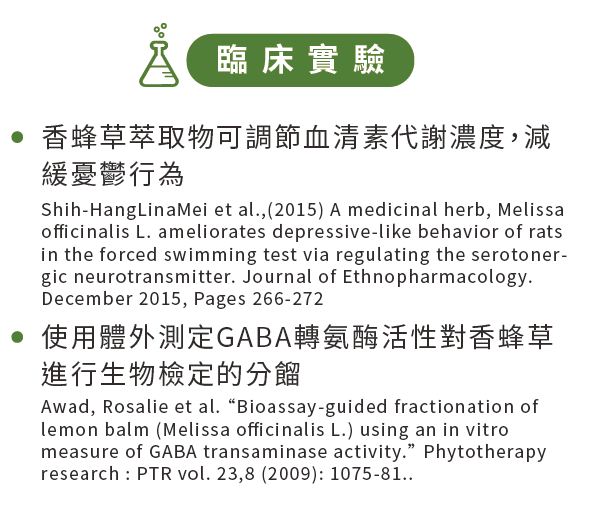 臨床實驗
香蜂草萃取物可調節血清素代謝濃度，減
緩憂鬱行為
Shih-HangLinaMei et al.,(2015) A medicinal herb, Melissa
officinalis L. ameliorates depressive-like behavior of rats
in the forced swimming test via regulating the serotoner-
gic neurotransmitter. Journal of Ethnopharmacology.
December 2015, Pages 266-272
使用體外測定GABA轉氨酶活性對香蜂草
進行生物檢定的分餾
Awad, Rosalie et al. “Bioassay-guided fractionation of
lemon balm (Melissa officinalis L.) using an in vitro
measure of GABA transaminase activity.” Phytotherapy
research : PTR vol. 23,8 (2009): 1075-81..